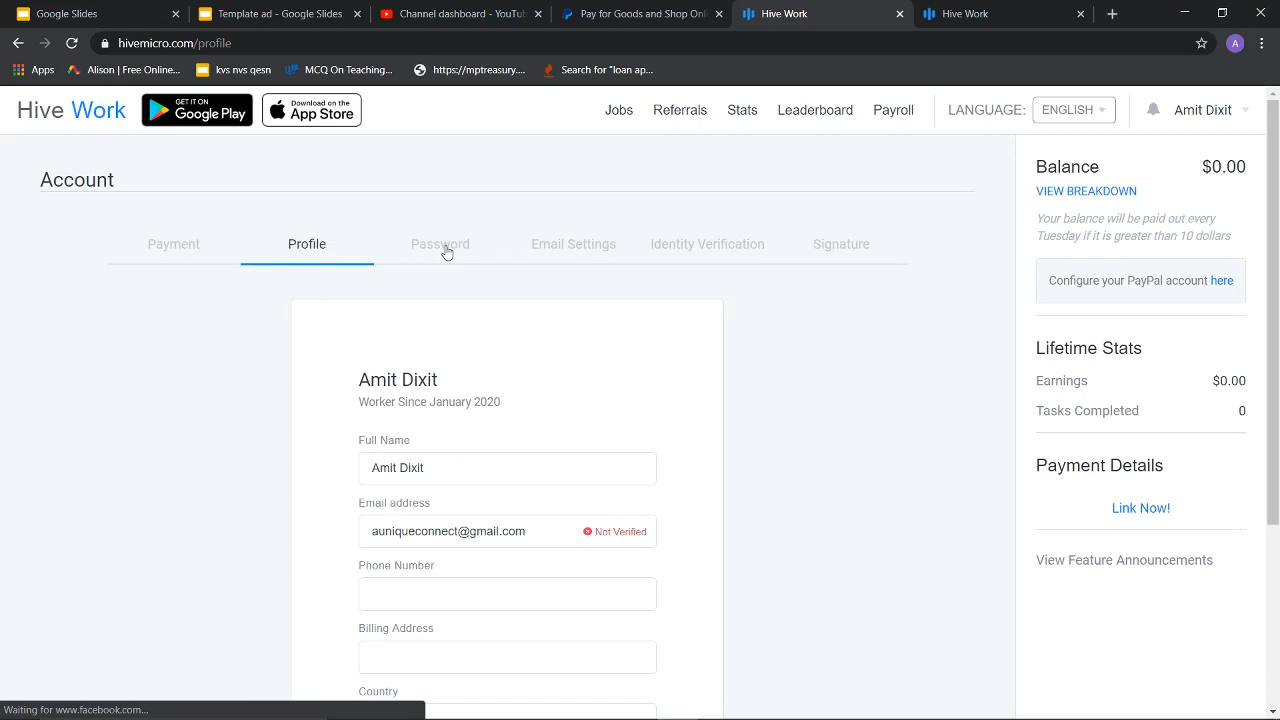 Google Slides
Template ad - Google Slides
Channel dashboard - YouTub
Pay for Goods and Shop Onli
Hive Work
Hive Work
hivemicro.com/profile
A
Apps
Alison | Free Online...
kvs nvs qesn
MCQ On Teaching...
https://mptreasury....
Search for "loan ap...
Hive Work
GET IT ON
Google Play
Download on the
App Store
Jobs
Referrals
Stats
Leaderboard
Payroll
LANGUAGE:
ENGLISH
Amit Dixit
Account
Payment
Profile
Password
Email Settings
Identity Verification
Signature
Amit Dixit
Worker Since January 2020
Full Name
Amit Dixit
Email address
auniqueconnect@gmail.com
Not Verified
Phone Number
Billing Address
Country
Balance
$0.00
VIEW BREAKDOWN
Your balance will be paid out every
Tuesday if it is greater than 10 dollars
Configure your PayPal account here
Lifetime Stats
Earnings
$0.00
Tasks Completed
0
Payment Details
Link Now!
View Feature Announcements
Waiting for www.facebook.com...